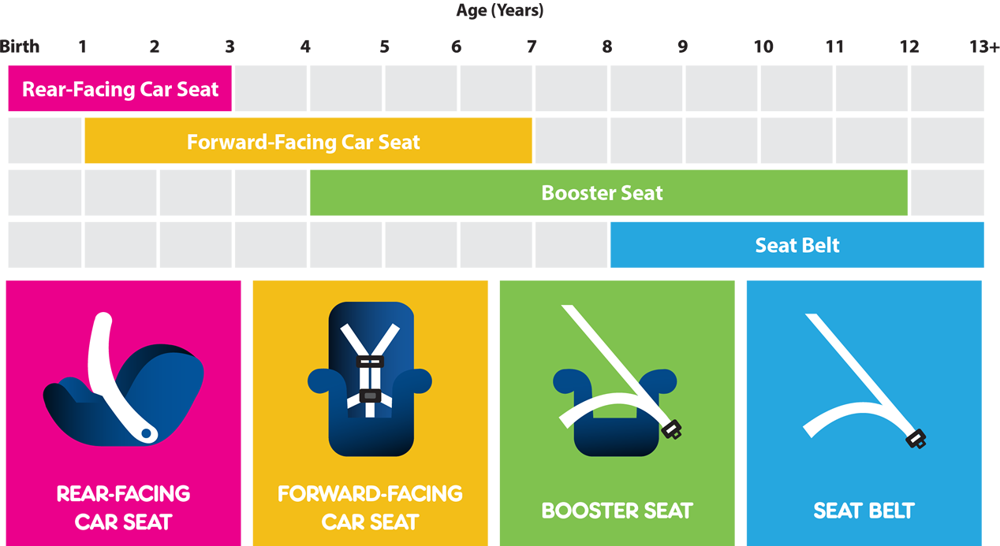 Age (Years)
Birth 1 2 3 4 5 6 7 8 9 10 11 12 13+
Rear-Facing Car Seat
Forward-Facing Car Seat
Booster Seat
Seat Belt
REAR-FACING
CAR SEAT
FORWARD-FACING
CAR SEAT
BOOSTER SEAT
SEAT BELT